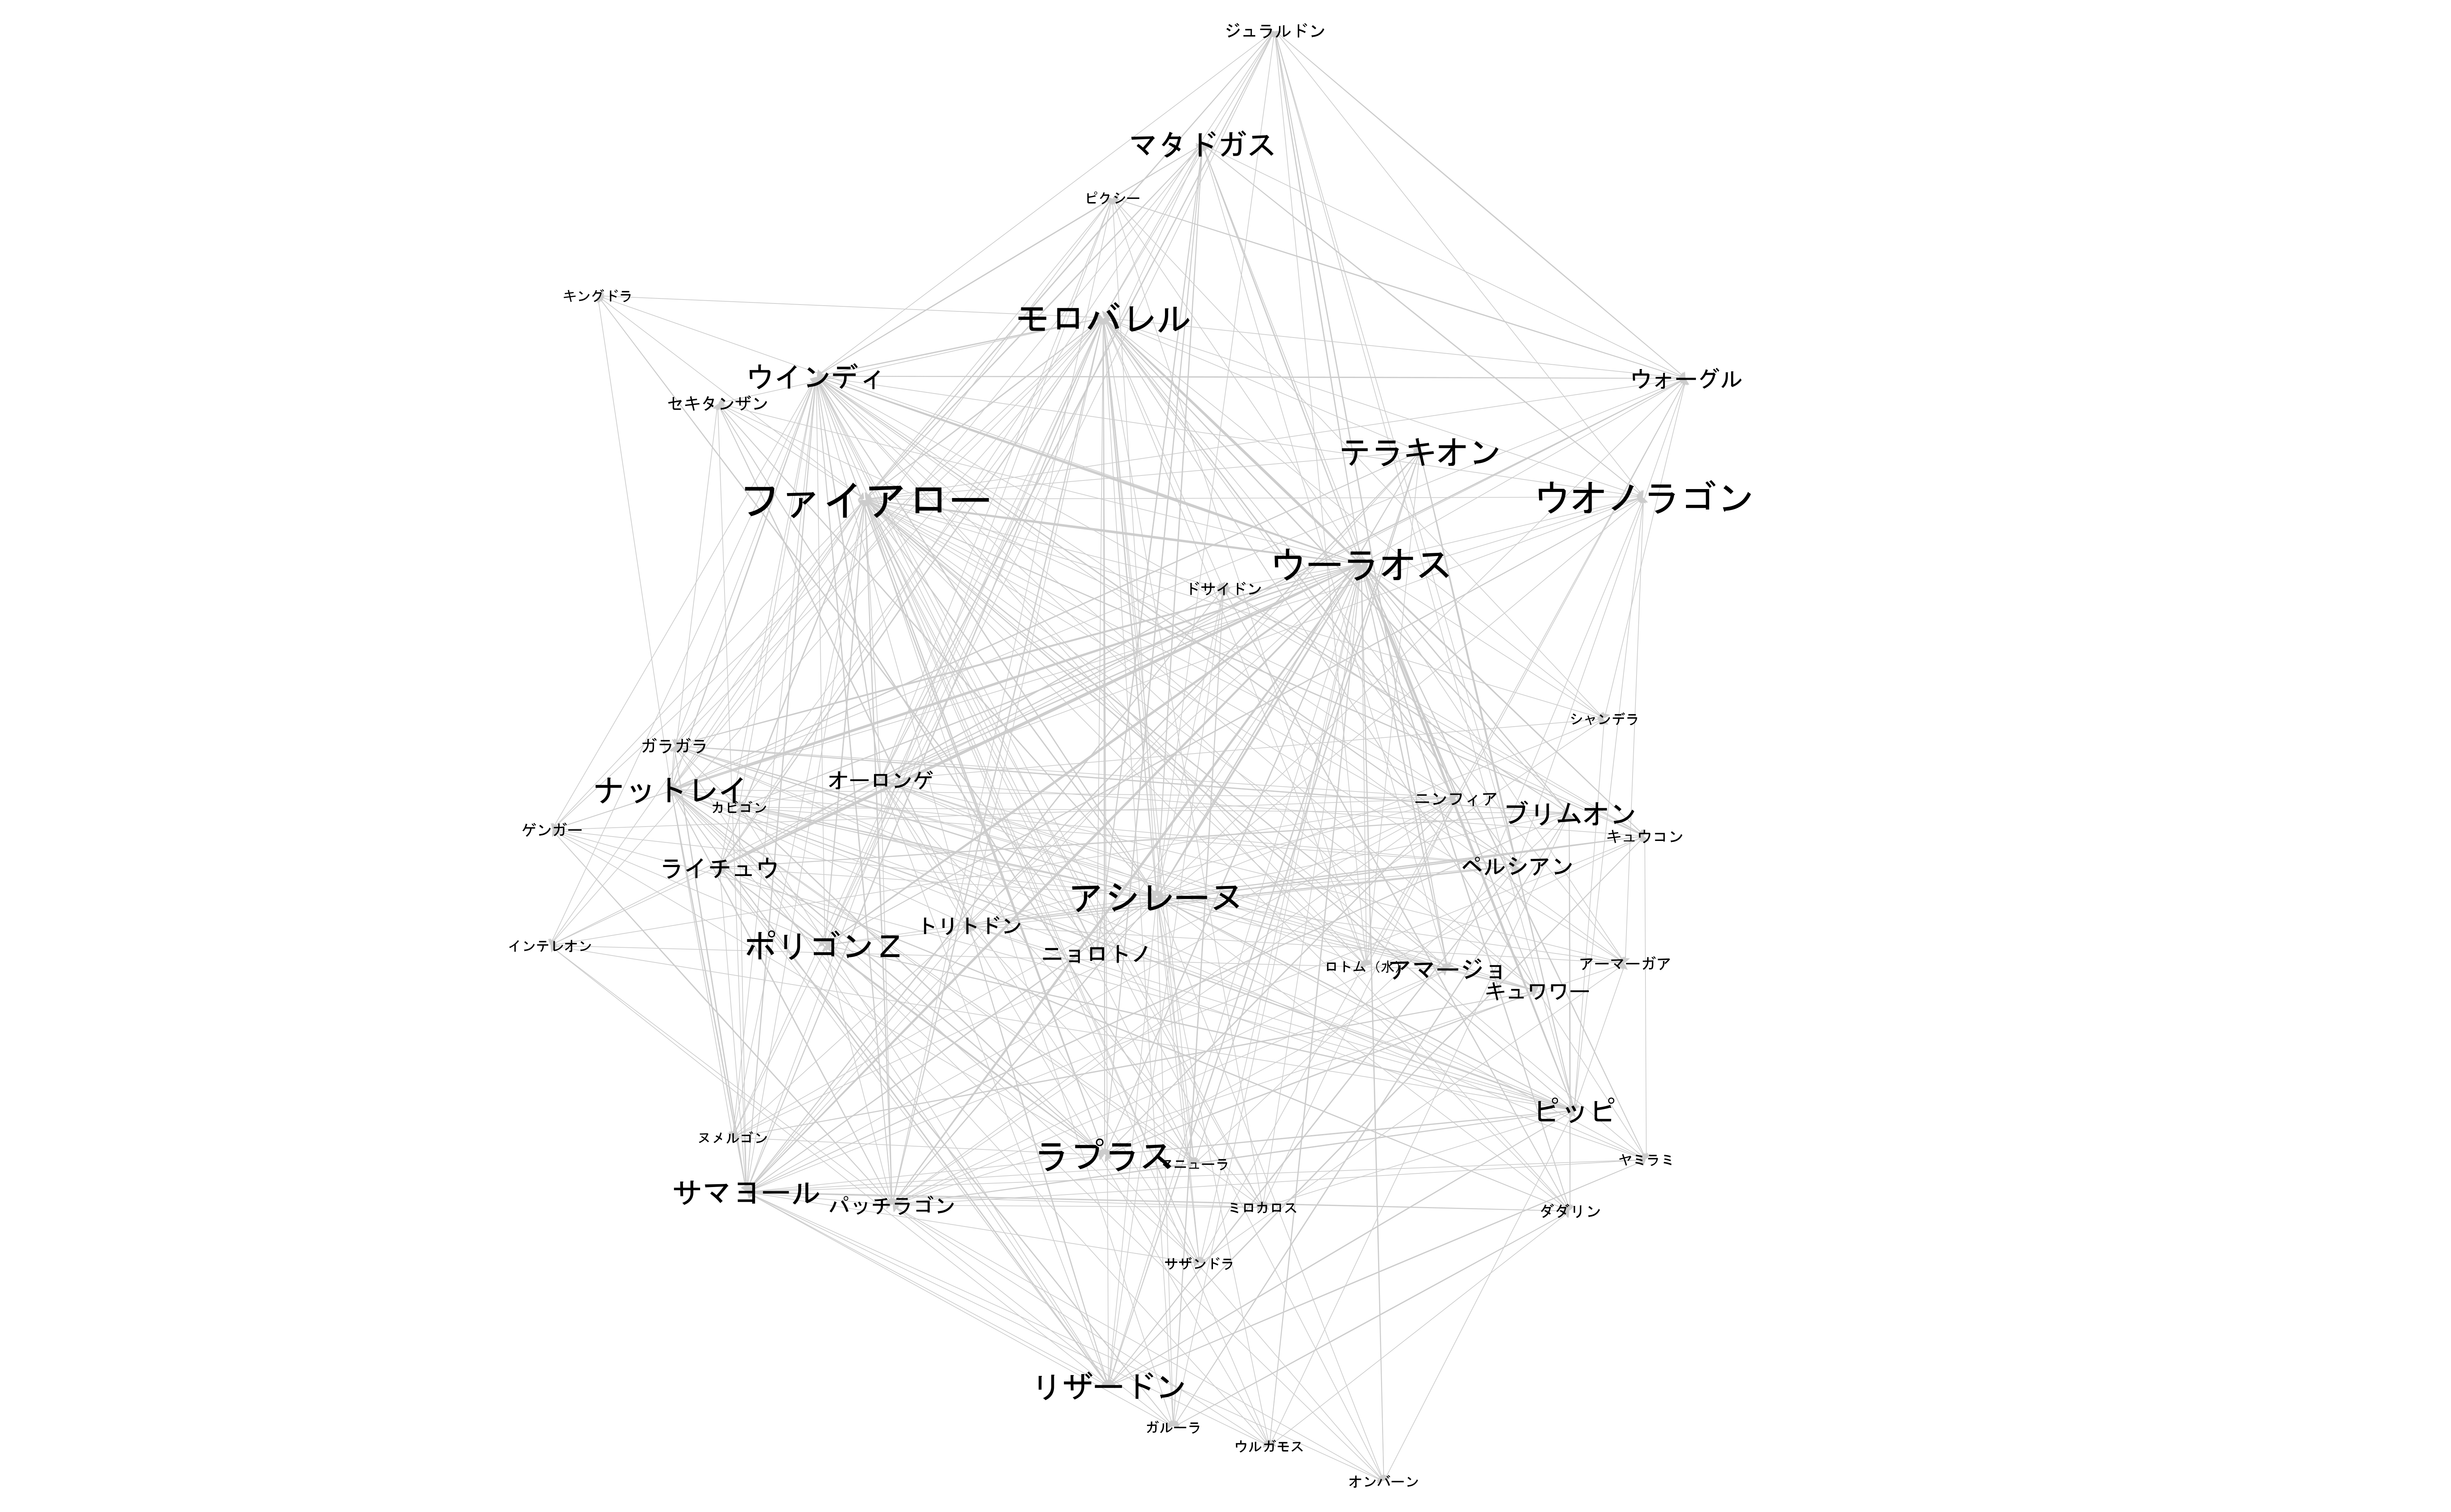 ジュラルドン
マタドガス
ピクシー
キングドラ
モロバレル
ウインディ
ウォーグル
セキタンザン
テラキオン
ファイアロー
ウオノラゴン
ウーラオス
ドサイドン
シャンデラ
ガラガラ
オーロンゲ
ナットレイ
カビゴン
ニンフィア
ブリムオン
ゲンガー
キュウコン
ライチュウ
ペルシアン
アシレーヌ
トリトドン
ポリゴンZ
インテレオン
ニョロトノ
ロトム（水）
アマージョ
アーマーガア
キュワワー
ピッピ
ヌメルゴン
ラプラス
マニューラ
ヤミラミ
サマヨール
パッチラゴン
ミロカロス
ダダリン
サザンドラ
リザードン
ガルーラ
ウルガモス
オンバーン